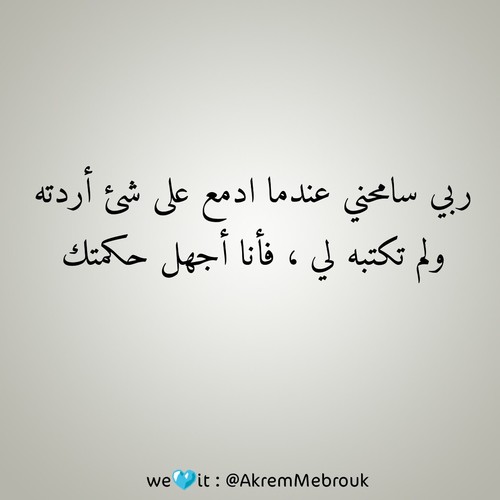 ربي سامحني عندما ادمع على شئ أردته
ولم تكتبه لي ، فأنا أجهل حكمتك
we💙it : @AkremMebrouk